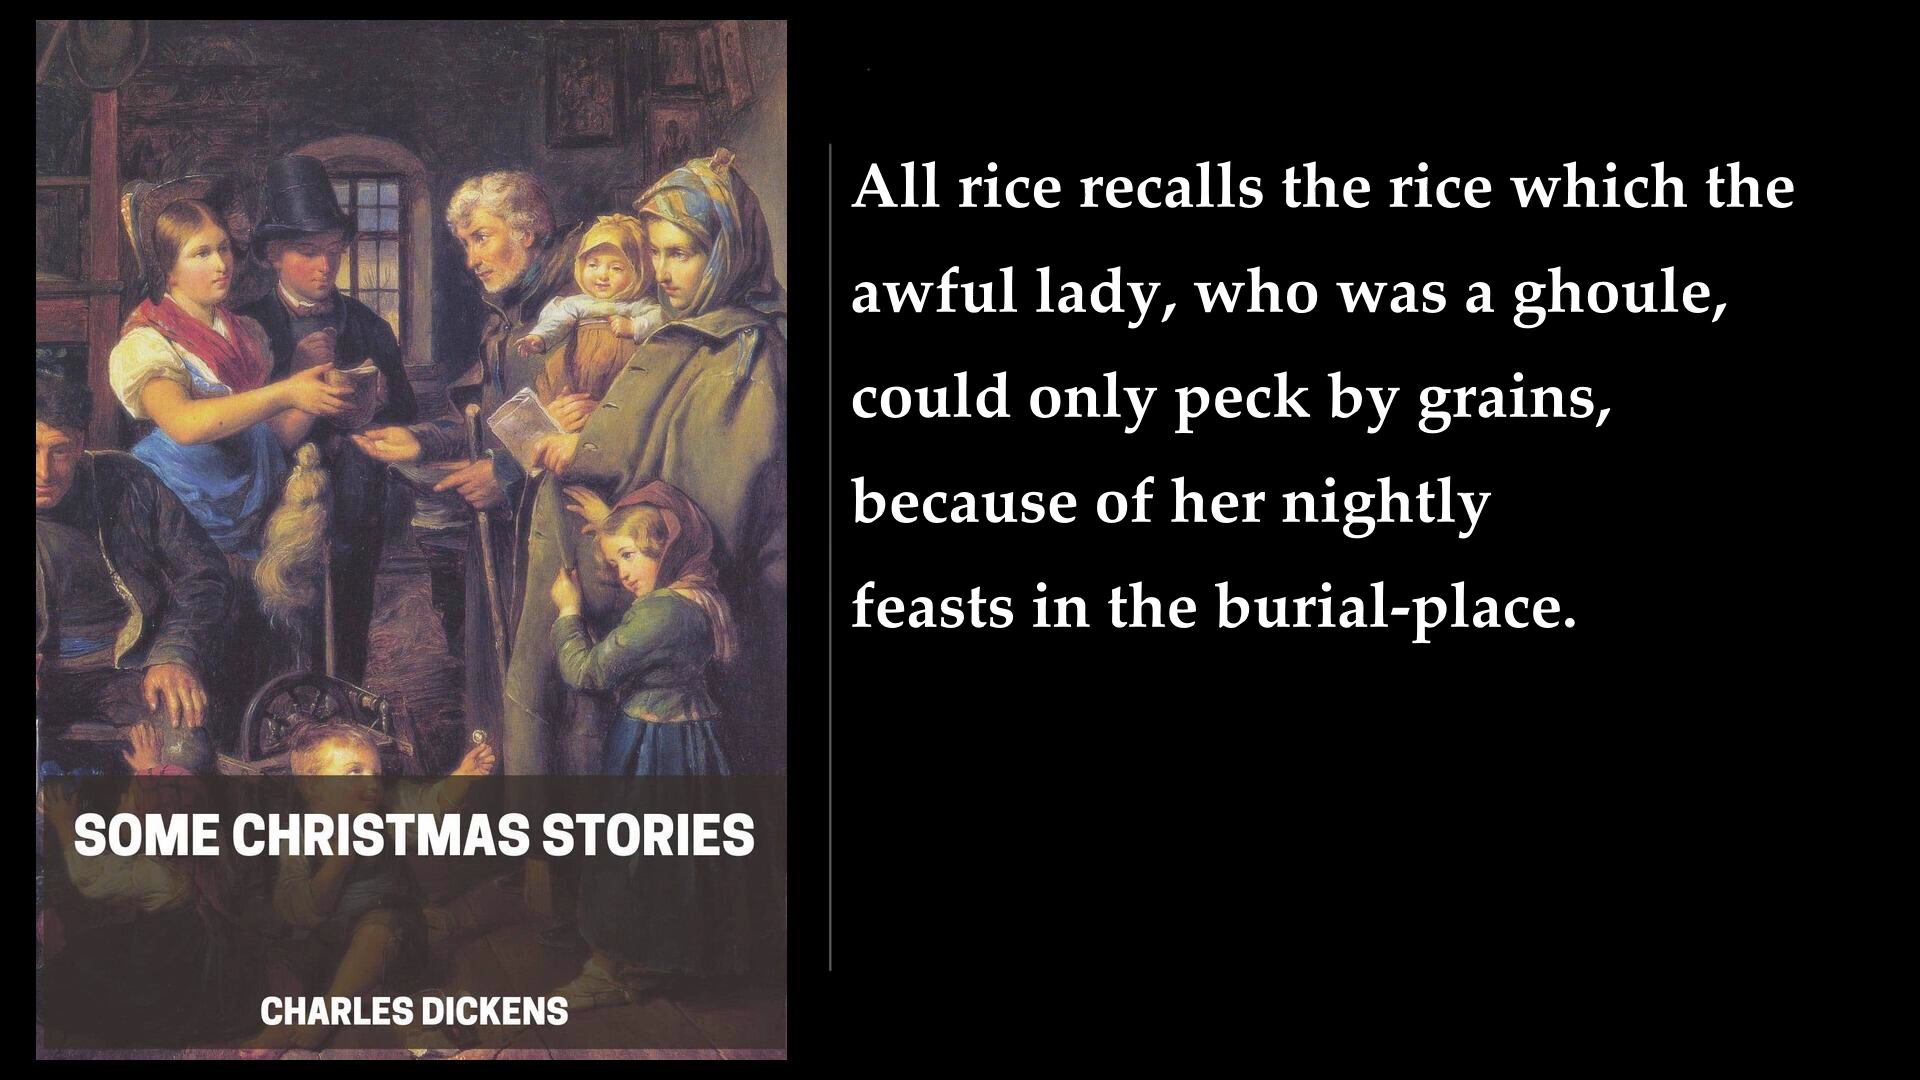 SOME CHRISTMAS STORIES
CHARLES DICKENS
All rice recalls the rice which the
awful lady, who was a ghoule,
could only peck by grains,
because of her nightly
feasts in the burial-place.